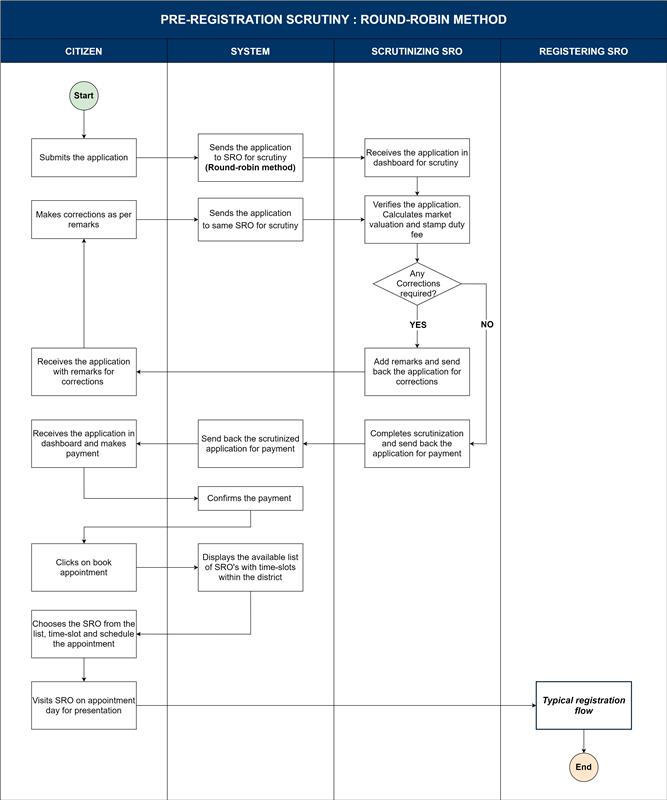 PRE-REGISTRATION SCRUTINY : ROUND-ROBIN METHOD
CITIZEN
SYSTEM
SCRUTINIZING SRO
REGISTERING SRO
Start
Submits the application
Sends the application
to SRO for scrutiny
(Round-robin method)
Receives the application in
dashboard for scrutiny
Makes corrections as per
remarks
Sends the application
to same SRO for scrutiny
Verifies the application.
Calculates market
valuation and stamp duty
fee
Any
Corrections
required?
YES
NO
Receives the application
with remarks for
corrections
Add remarks and send
back the application for
corrections
Receives the application in
dashboard and makes
payment
Send back the scrutinized
application for payment
Completes scrutinization
and send back the
application for payment
Confirms the payment
Clicks on book
appointment
Displays the available list
of SRO's with time-slots
within the district
Chooses the SRO from the
list, time-slot and schedule
the appointment
Visits SRO on appointment
day for presentation
Typical registration
flow
End